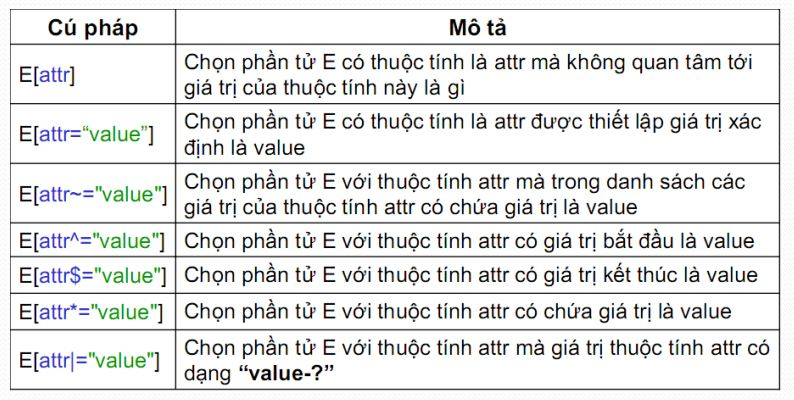 Cú pháp Mô tả
E[attr] Chọn phần tử E có thuộc tính là attr mà không quan tâm tới
giá trị của thuộc tính này là gì
E[attr=“value”] Chọn phần tử E có thuộc tính là attr được thiết lập giá trị xác
định là value
E[attr~="value"] Chọn phần tử E với thuộc tính attr mà trong danh sách các
giá trị của thuộc tính attr có chứa giá trị là value
E[attr^="value"] Chọn phần tử E với thuộc tính attr có giá trị bắt đầu là value
E[attr$="value"] Chọn phần tử E với thuộc tính attr có giá trị kết thúc là value
E[attr*="value"] Chọn phần tử E với thuộc tính attr có chứa giá trị là value
E[attr|="value"] Chọn phần tử E với thuộc tính attr mà giá trị thuộc tính attr có
dạng “value-?”